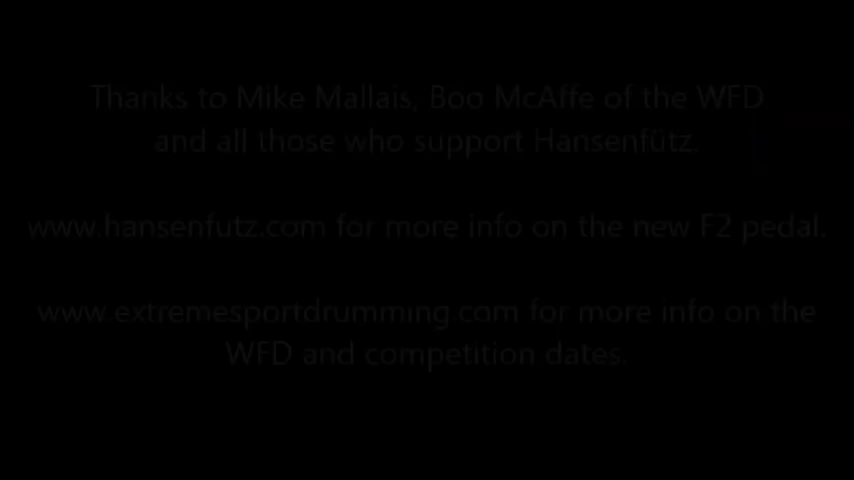 Thanks to Mike Mallais, Boo McAffe of the WFD
and all those who support Hansenfütz.
www.hansenfutz.com for more info on the new F2 pedal.
www.extremesportdrumming.com for more info on the
WFD and competition dates.